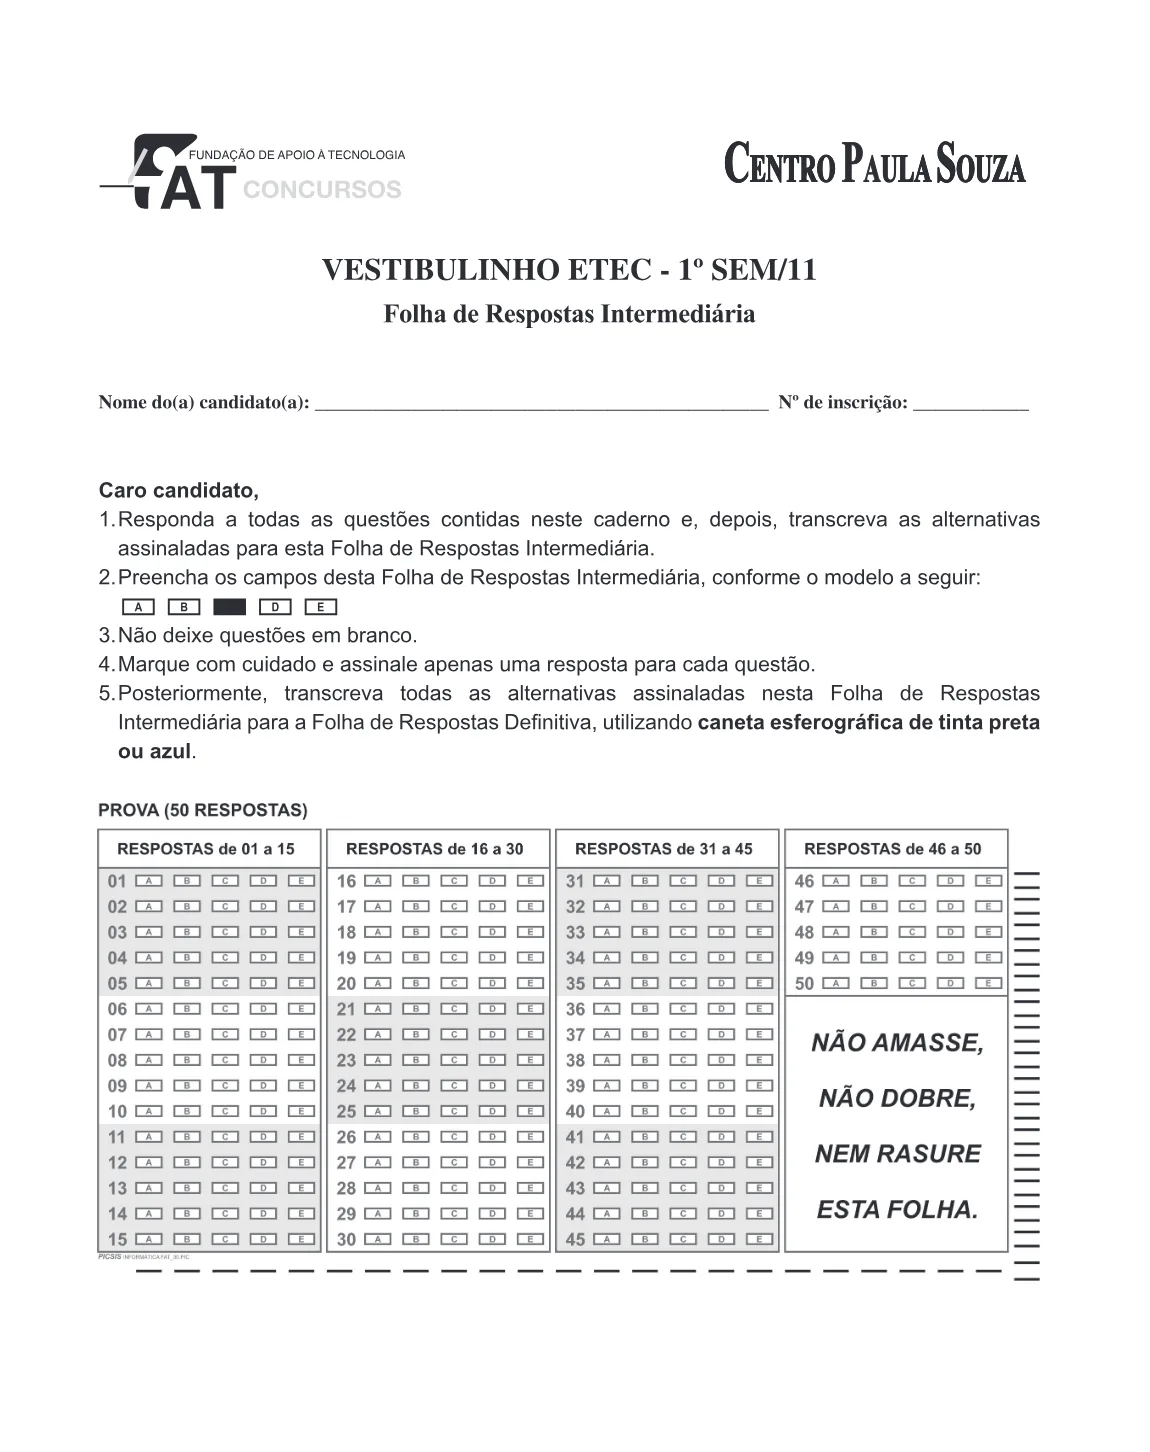 FUNDAÇÃO DE APOIO À TECNOLOGIA
FAT CONCURSOS
CENTRO PAULA SOUZA
VESTIBULINHO ETEC - 1º SEM/11
Folha de Respostas Intermediária
Nome do(a) candidato(a): ________________________________________ Nº de inscrição: ___________
Caro candidato,
1. Responda a todas as questões contidas neste caderno e, depois, transcreva as alternativas
assinaladas para esta Folha de Respostas Intermediária.
2. Preencha os campos desta Folha de Respostas Intermediária, conforme o modelo a seguir:
A B D E
3. Não deixe questões em branco.
4. Marque com cuidado e assinale apenas uma resposta para cada questão.
5. Posteriormente, transcreva todas as alternativas assinaladas nesta Folha de Respostas
Intermediária para a Folha de Respostas Definitiva, utilizando caneta esferográfica de tinta preta
ou azul.
PROVA (50 RESPOSTAS)
RESPOSTAS de 01 a 15
01 A B C D E
02 A B C D E
03 A B C D E
04 A B C D E
05 A B C D E
06 A B C D E
07 A B C D E
08 A B C D E
09 A B C D E
10 A B C D E
11 A B C D E
12 A B C D E
13 A B C D E
14 A B C D E
15 A B C D E
RESPOSTAS de 16 a 30
16 A B C D E
17 A B C D E
18 A B C D E
19 A B C D E
20 A B C D E
21 A B C D E
22 A B C D E
23 A B C D E
24 A B C D E
25 A B C D E
26 A B C D E
27 A B C D E
28 A B C D E
29 A B C D E
30 A B C D E
RESPOSTAS de 31 a 45
31 A B C D E
32 A B C D E
33 A B C D E
34 A B C D E
35 A B C D E
36 A B C D E
37 A B C D E
38 A B C D E
39 A B C D E
40 A B C D E
41 A B C D E
42 A B C D E
43 A B C D E
44 A B C D E
45 A B C D E
RESPOSTAS de 46 a 50
46 A B C D E
47 A B C D E
48 A B C D E
49 A B C D E
50 A B C D E
NÃO AMASSE,
NÃO DOBRE,
NEM RASURE
ESTA FOLHA.
PICSIS INFORMÁTICA